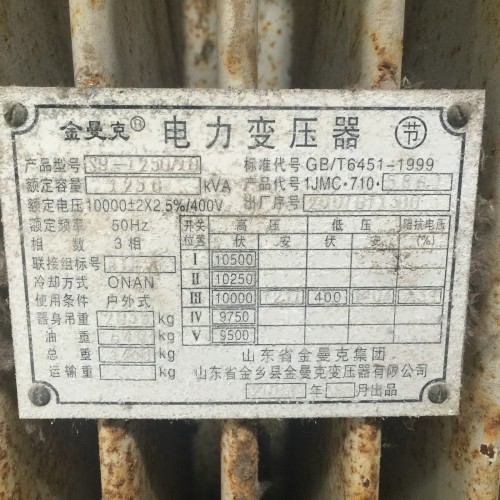 金曼克 电力变压器 节
产品型号 S9-1250/10 标准代号 GB/T6451-1999
额定容量 1250 kVA 产品代号 1JMC·710·
额定电压 10000±2X2.5%/400V 出厂序号
额定频率 50Hz
相数 3相
联接组标号
冷却方式 ONAN
使用条件 户外式
器身吊重 kg
油重 kg
总重 kg
运输重 kg
开关位置 高压 低压 阻抗电压
伏 安 伏 安 (%)
I 10500
II 10250
III 10000 400
IV 9750
V 9500
山东省金曼克集团
山东省金乡县金曼克变压器有限公司
年 月出品